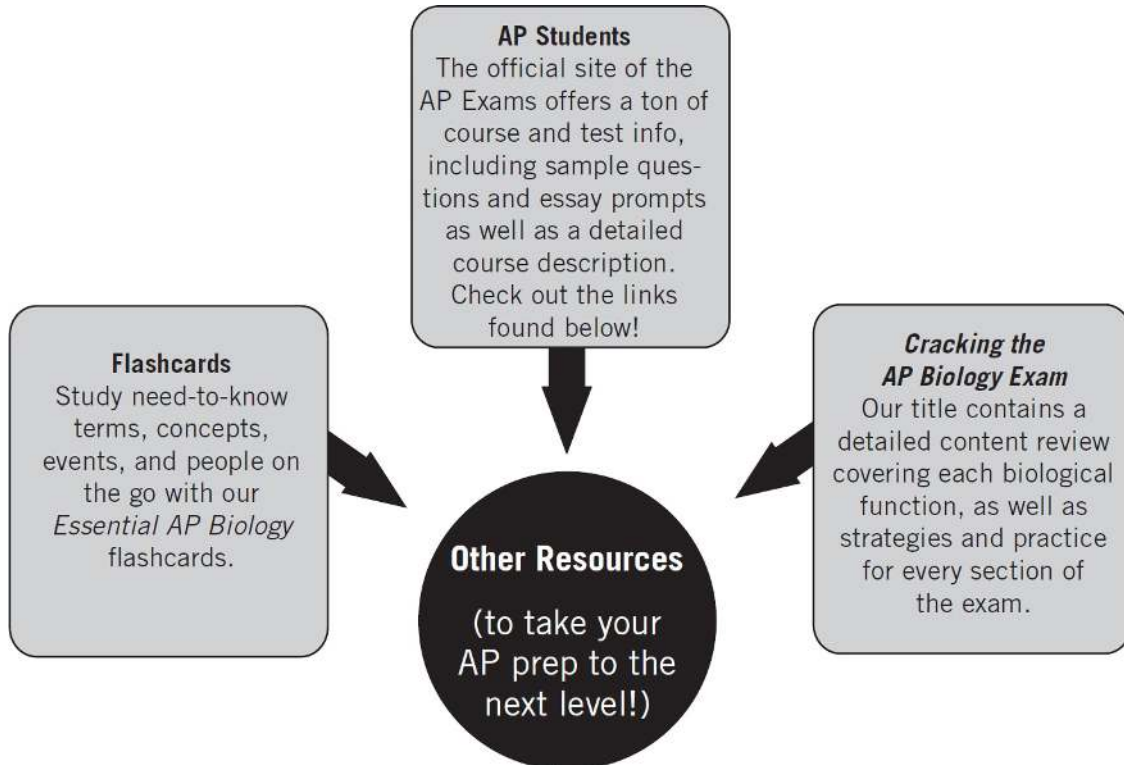 AP Students
The official site of the
AP Exams offers a ton of
course and test info,
including sample ques-
tions and essay prompts
as well as a detailed
course description.
Check out the links
found below!
Flashcards
Study need-to-know
terms, concepts,
events, and people on
the go with our
Essential AP Biology
flashcards.
Cracking the
AP Biology Exam
Our title contains a
detailed content review
covering each biological
function, as well as
strategies and practice
for every section of
the exam.
Other Resources
(to take your
AP prep to the
next level!)